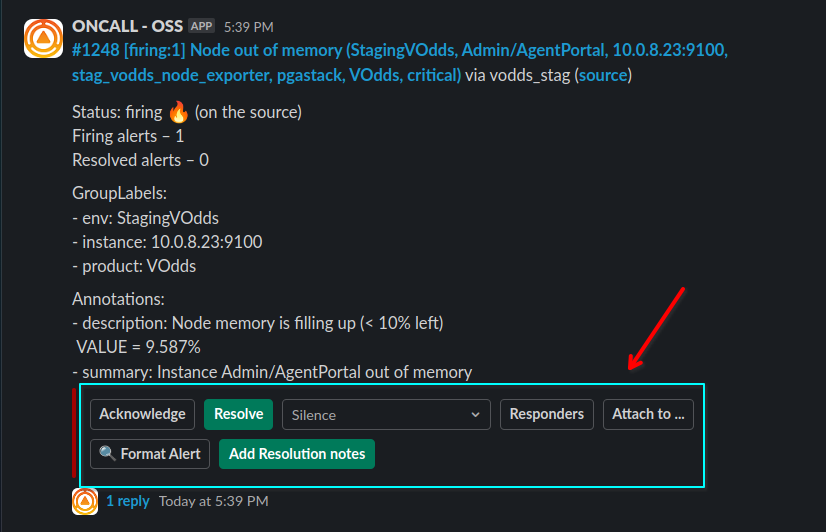 ONCALL - OSS APP 5:39 PM
#1248 [firing:1] Node out of memory (StagingVOdds, Admin/AgentPortal, 10.0.8.23:9100,
stag_vodds_node_exporter, pgastack, VOdds, critical) via vodds_stag (source)
Status: firing 🔥 (on the source)
Firing alerts – 1
Resolved alerts – 0
GroupLabels:
- env: StagingVOdds
- instance: 10.0.8.23:9100
- product: VOdds
Annotations:
- description: Node memory is filling up (< 10% left)
VALUE = 9.587%
- summary: Instance Admin/AgentPortal out of memory
Acknowledge Resolve Silence Responders Attach to ...
🔍 Format Alert Add Resolution notes
1 reply Today at 5:39 PM